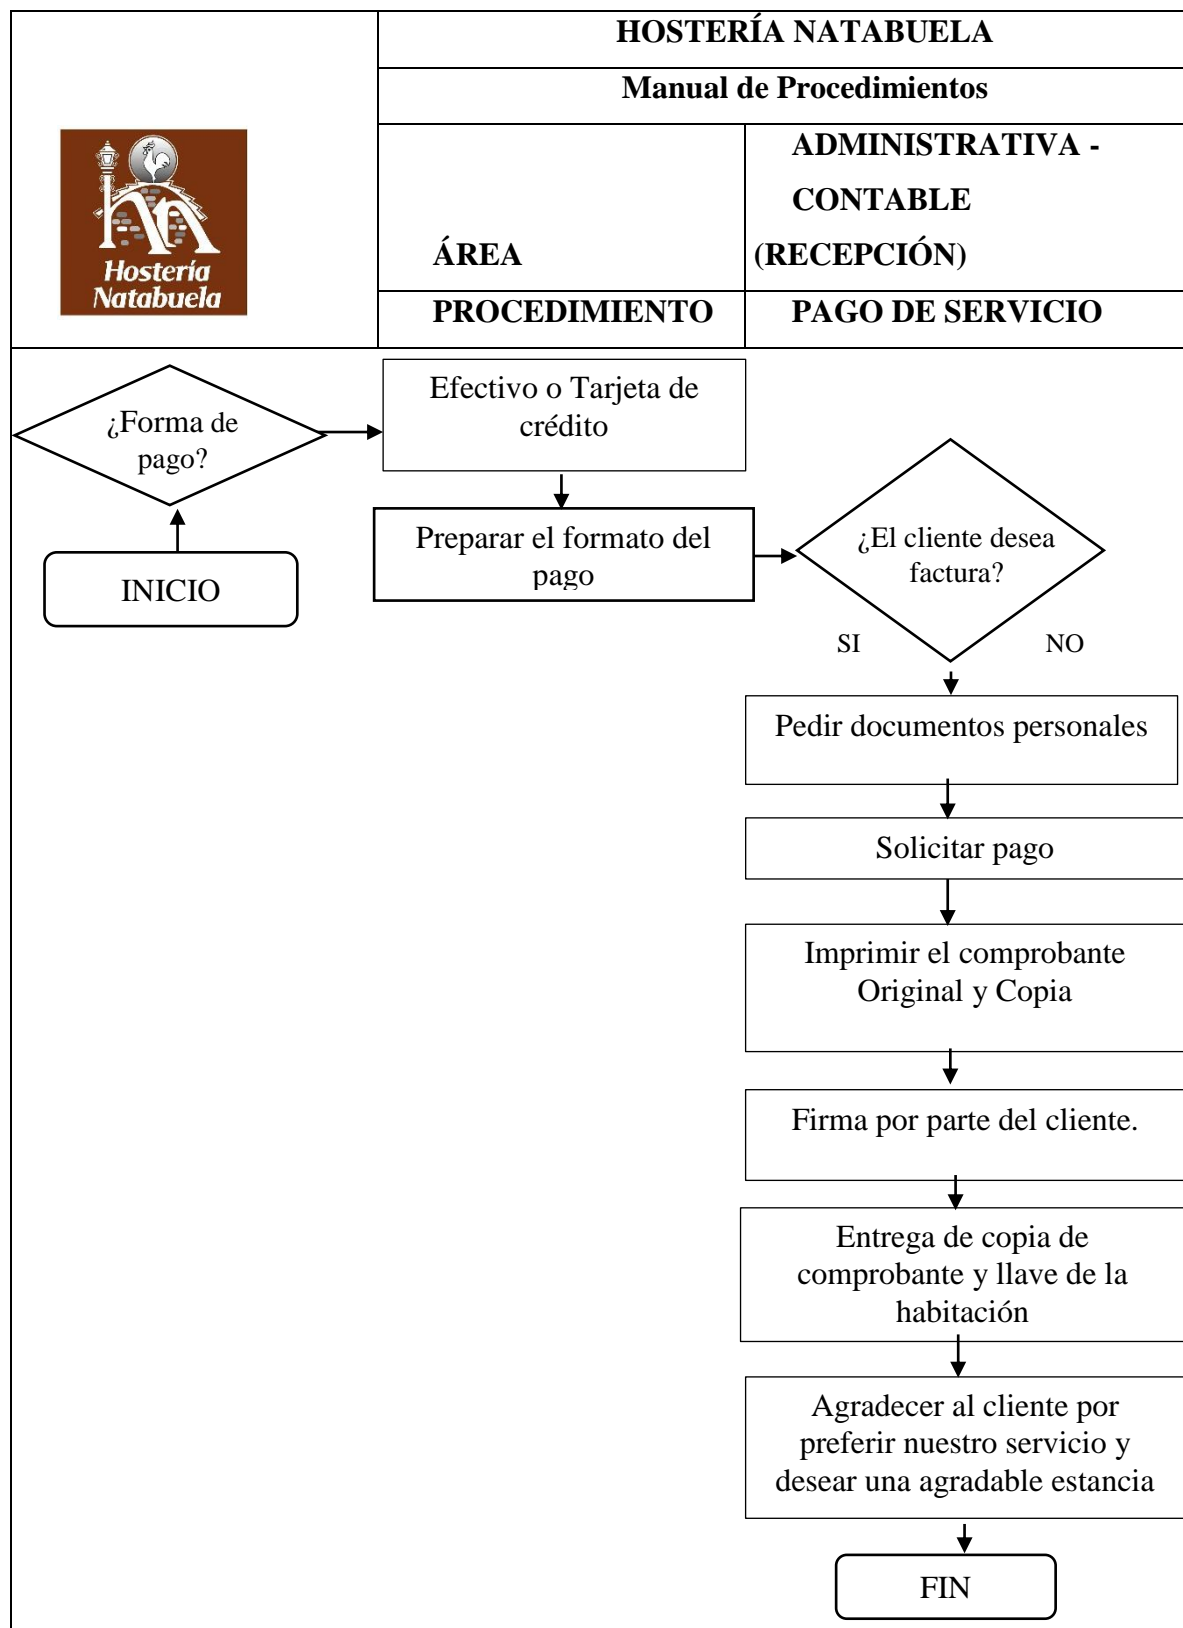 HOSTERÍA NATABUELA
Manual de Procedimientos
ADMINISTRATIVA -
CONTABLE
ÁREA
(RECEPCIÓN)
PROCEDIMIENTO
PAGO DE SERVICIO
hn
Hostería
Natabuela
¿Forma de
pago?
Efectivo o Tarjeta de
crédito
INICIO
Preparar el formato del
pago
¿El cliente desea
factura?
SI
NO
Pedir documentos personales
Solicitar pago
Imprimir el comprobante
Original y Copia
Firma por parte del cliente.
Entrega de copia de
comprobante y llave de la
habitación
Agradecer al cliente por
preferir nuestro servicio y
desear una agradable estancia
FIN